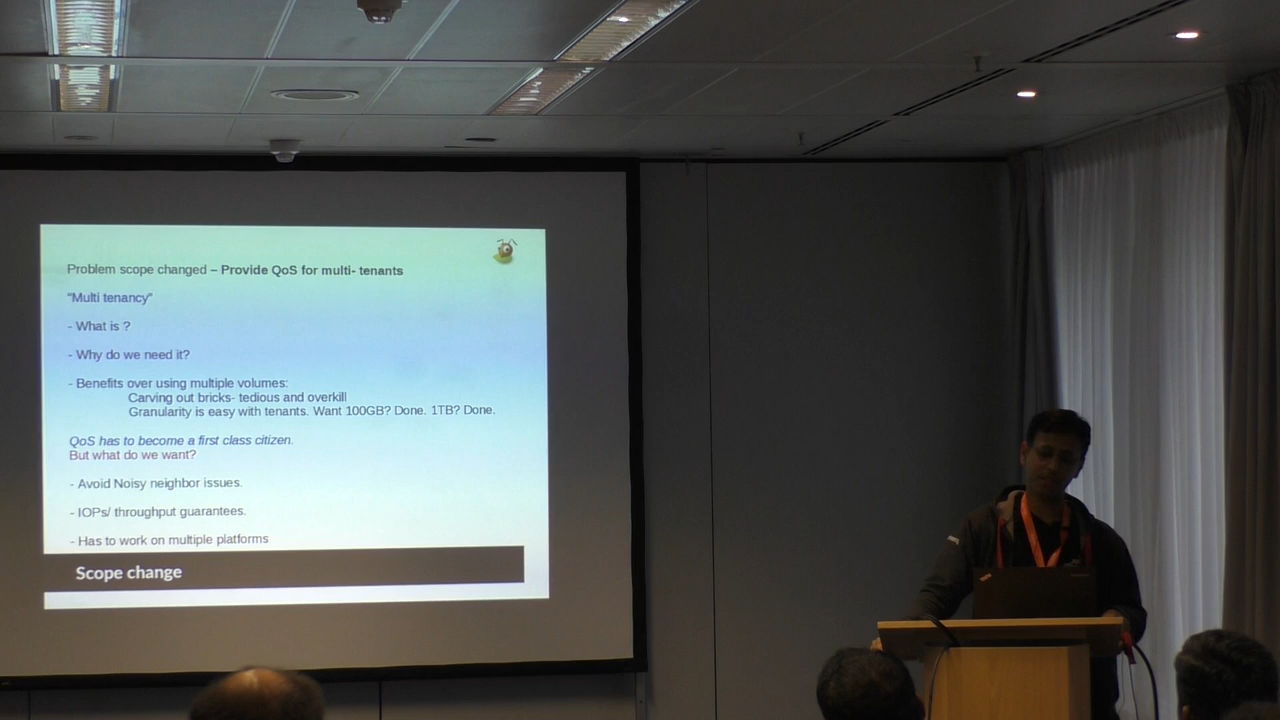 Problem scope changed – Provide QoS for multi- tenants
"Multi tenancy"
- What is ?
- Why do we need it?
- Benefits over using multiple volumes:
Carving out bricks- tedious and overkill
Granularity is easy with tenants. Want 100GB? Done. 1TB? Done.
QoS has to become a first class citizen.
But what do we want?
- Avoid Noisy neighbor issues.
- IOPs/ throughput guarantees.
- Has to work on multiple platforms
Scope change